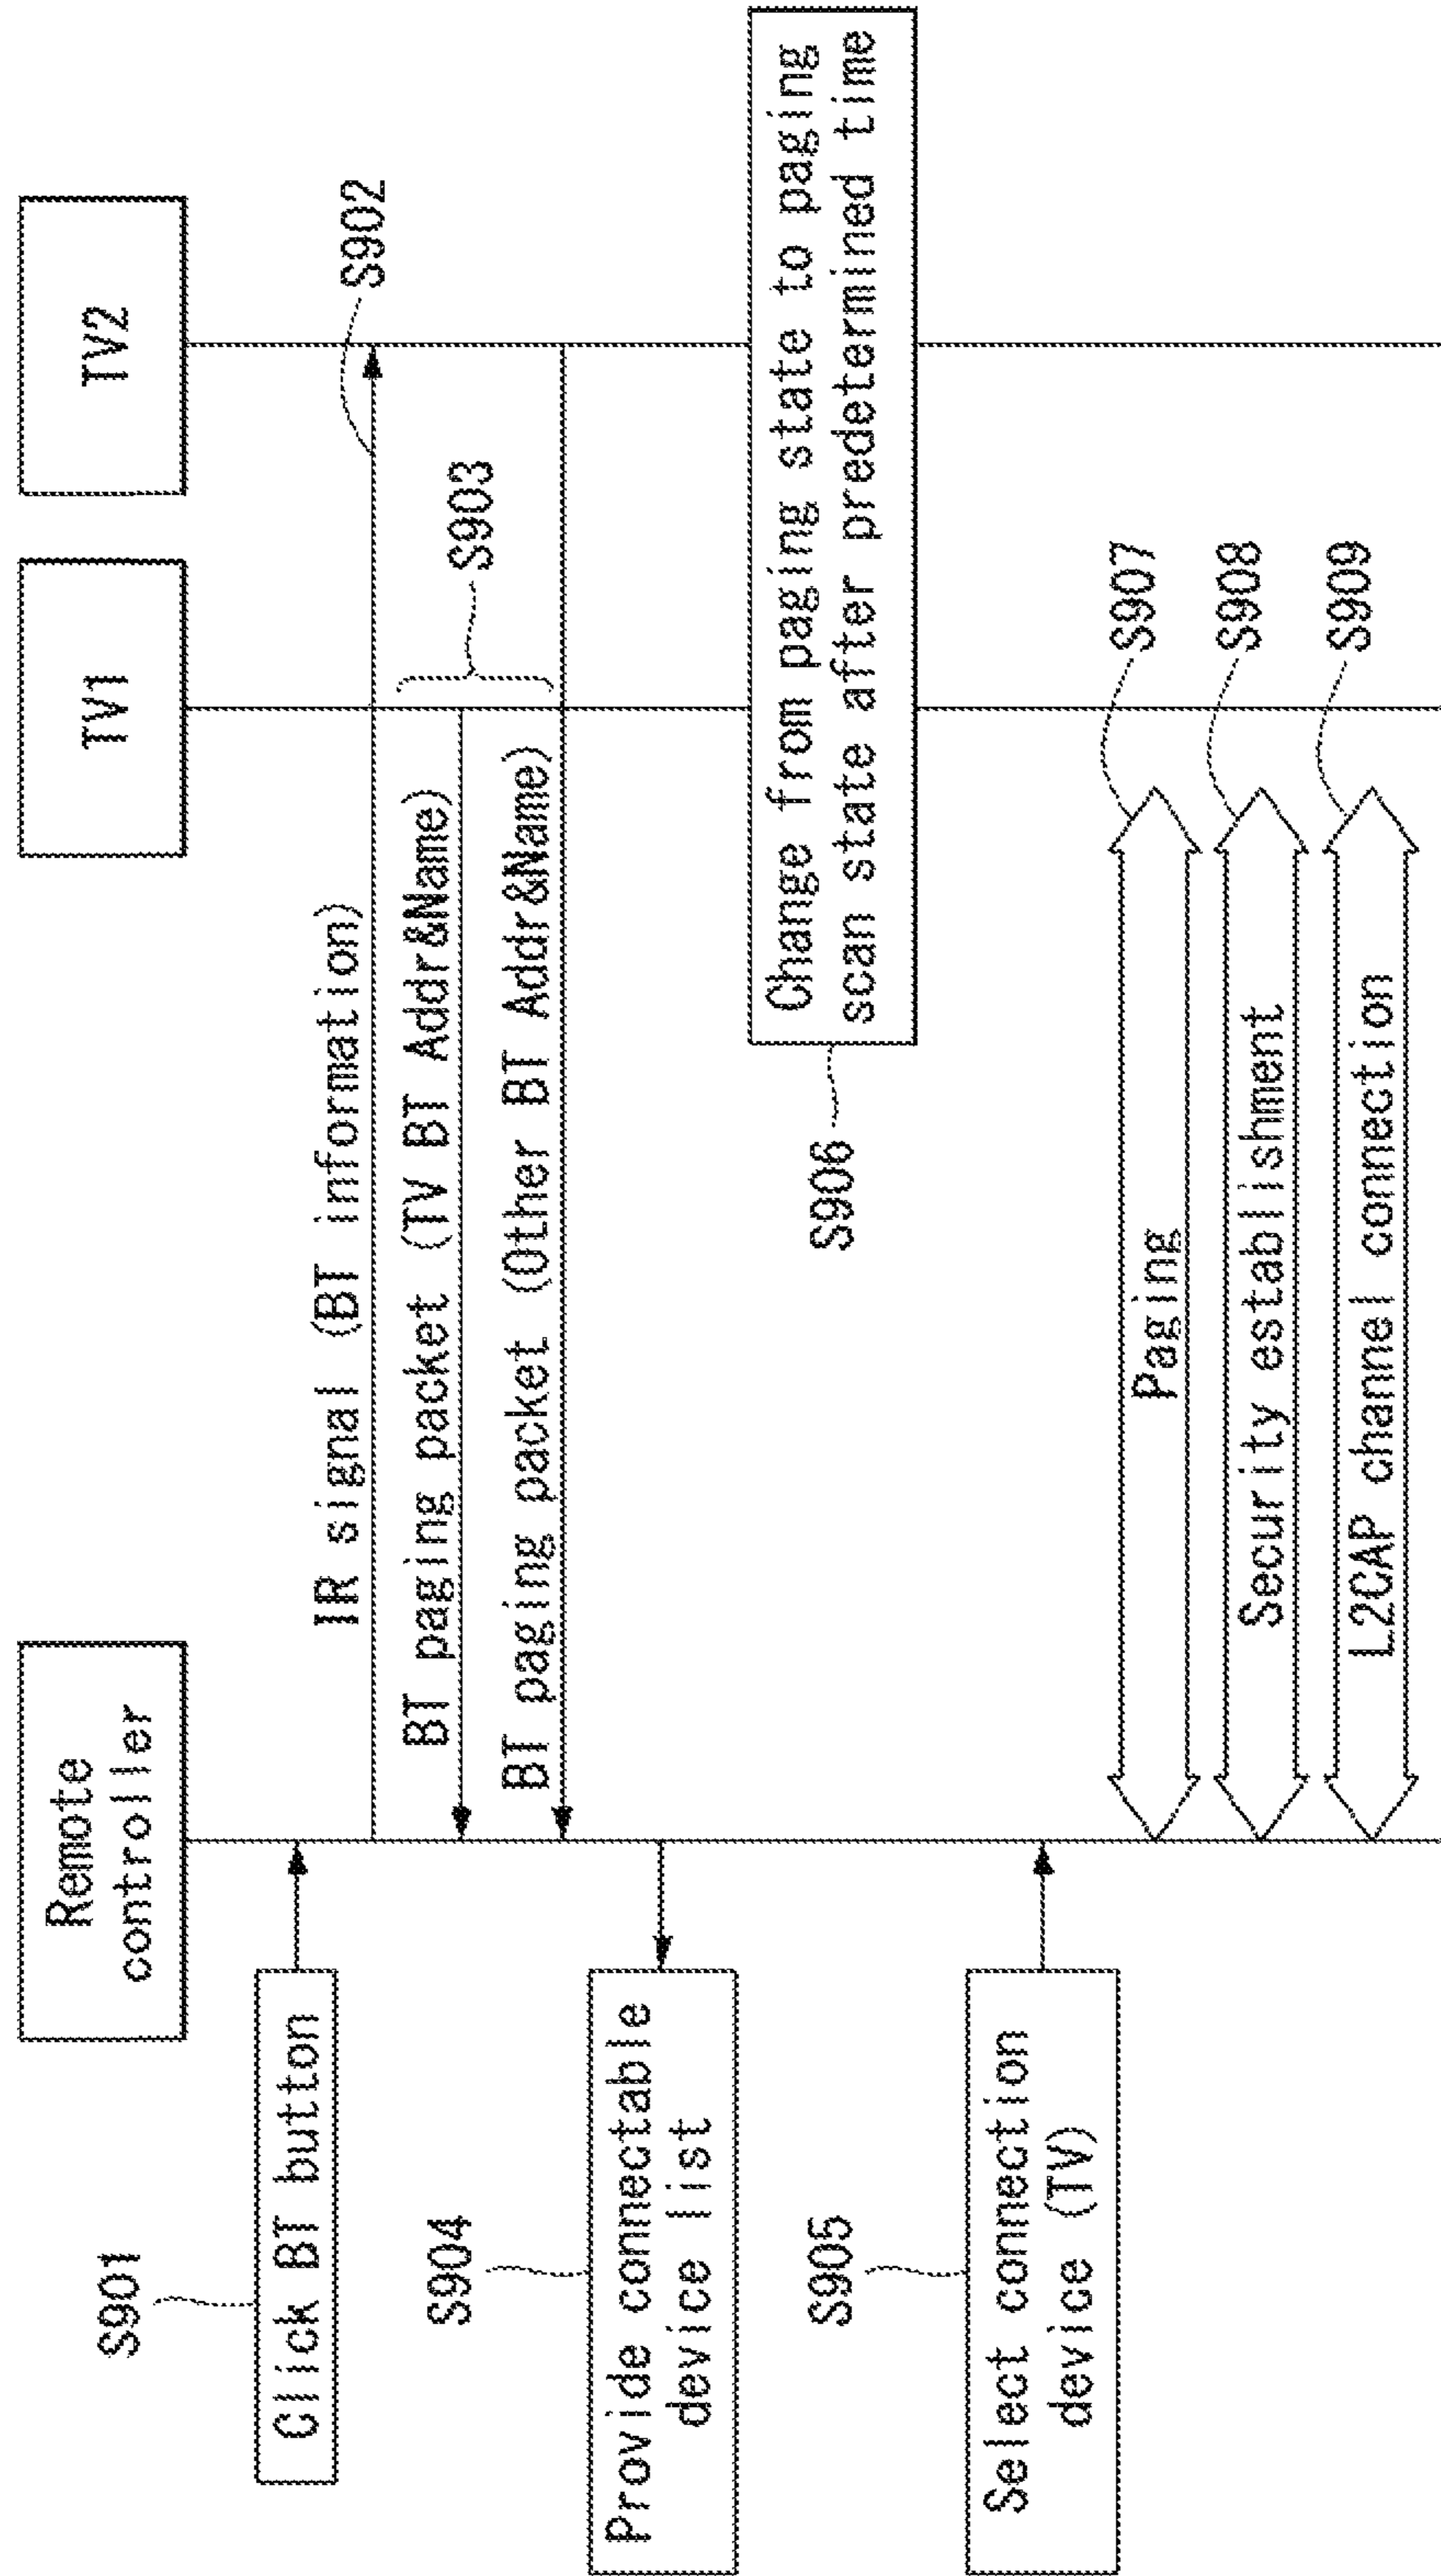 Remote
controller
TV1
TV2
S901
Click BT button
IR signal (BT information)
S902
BT paging packet (TV BT Addr&Name)
S903
BT paging packet (Other BT Addr&Name)
S904
Provide connectable
device list
S906
Change from paging state to paging
scan state after predetermined time
S905
Select connection
device (TV)
Paging
S907
Security establishment
S908
L2CAP channel connection
S909